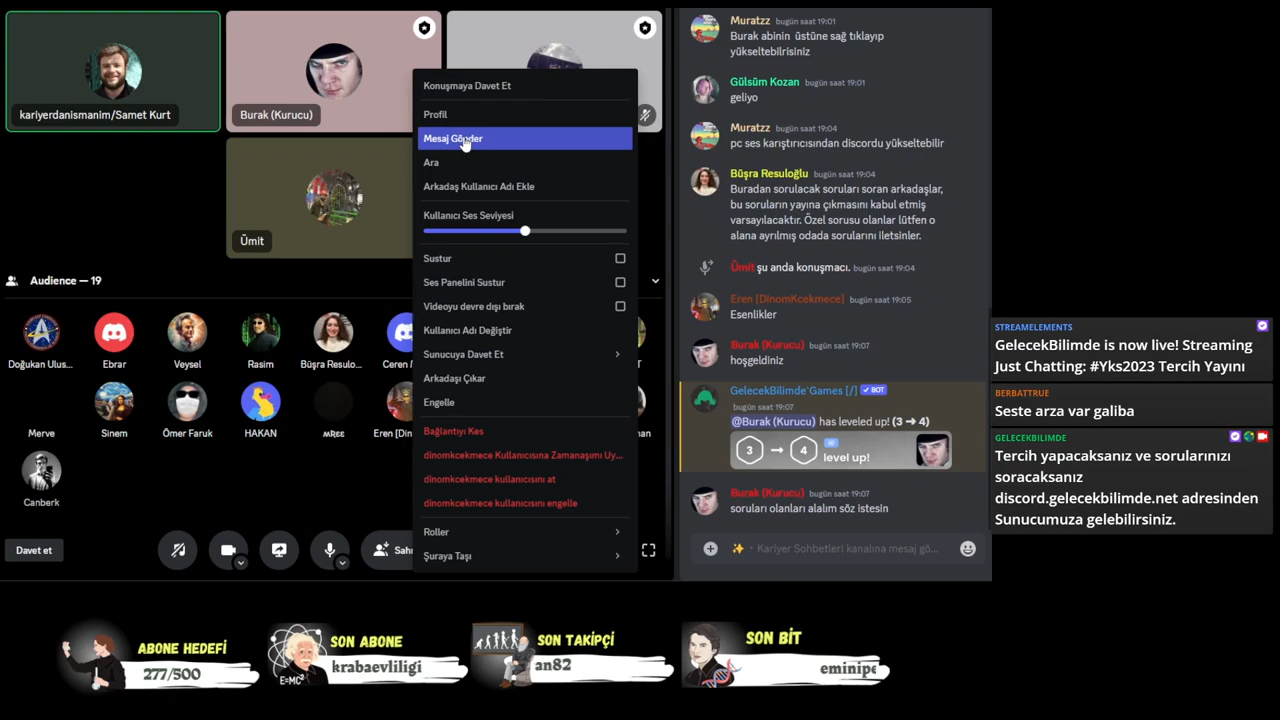 kariyerdanismanim/Samet Kurt
Burak (Kurucu)
Ümit
Audience — 19
Doğukan Ulus...
Ebrar
Veysel
Rasim
Büşra Resulo...
Ceren
Merve
Sinem
Ömer Faruk
HAKAN
ᴍʀᴇᴇ
Eren [Din
Canberk
Davet et
Konuşmaya Davet Et
Profil
Mesaj Gönder
Ara
Arkadaş Kullanıcı Adı Ekle
Kullanıcı Ses Seviyesi
Sustur
Ses Panelini Sustur
Videoyu devre dışı bırak
Kullanıcı Adı Değiştir
Sunucuya Davet Et
Arkadaşı Çıkar
Engelle
Bağlantıyı Kes
dinomkcekmece Kullanıcısına Zamanaşımı Uy...
dinomkcekmece kullanıcısını at
dinomkcekmece kullanıcısını engelle
Roller
Şuraya Taşı
Muratzz bugün saat 19:01
Burak abinin üstüne sağ tıklayıp
yükseltebilirsiniz
Gülsüm Kozan bugün saat 19:01
geliyo
Muratzz bugün saat 19:04
pc ses karıştırıcısından discordu yükseltebilir
Büşra Resuloğlu bugün saat 19:04
Buradan sorulacak soruları soran arkadaşlar,
bu soruların yayına çıkmasını kabul etmiş
varsayılacaktır. Özel sorusu olanlar lütfen o
alana ayrılmış odada sorularını iletsinler.
Ümit şu anda konuşmacı. bugün saat 19:04
Eren [DinomKcekmece] bugün saat 19:05
Esenlikler
Burak (Kurucu) bugün saat 19:07
hoşgeldiniz
GelecekBilimde'Games [/] ✓ BOT
bugün saat 19:07
@Burak (Kurucu) has leveled up! (3 ➜ 4)
3 → 4 level up!
Burak (Kurucu) bugün saat 19:07
soruları olanları alalım söz istesin
Kariyer Sohbetleri kanalına mesaj gö...
STREAMELEMENTS
GelecekBilimde is now live! Streaming
Just Chatting: #Yks2023 Tercih Yayını
BERBATTRUE
Seste arza var galiba
GELECEKBILIMDE
Tercih yapacaksanız ve sorularınızı
soracaksanız
discord.gelecekbilimde.net adresinden
Sunucumuza gelebilirsiniz.
ABONE HEDEFİ
277/500
SON ABONE
krabaevliligi
E=MC²
SON TAKİPÇİ
an82
SON BİT
eminipe